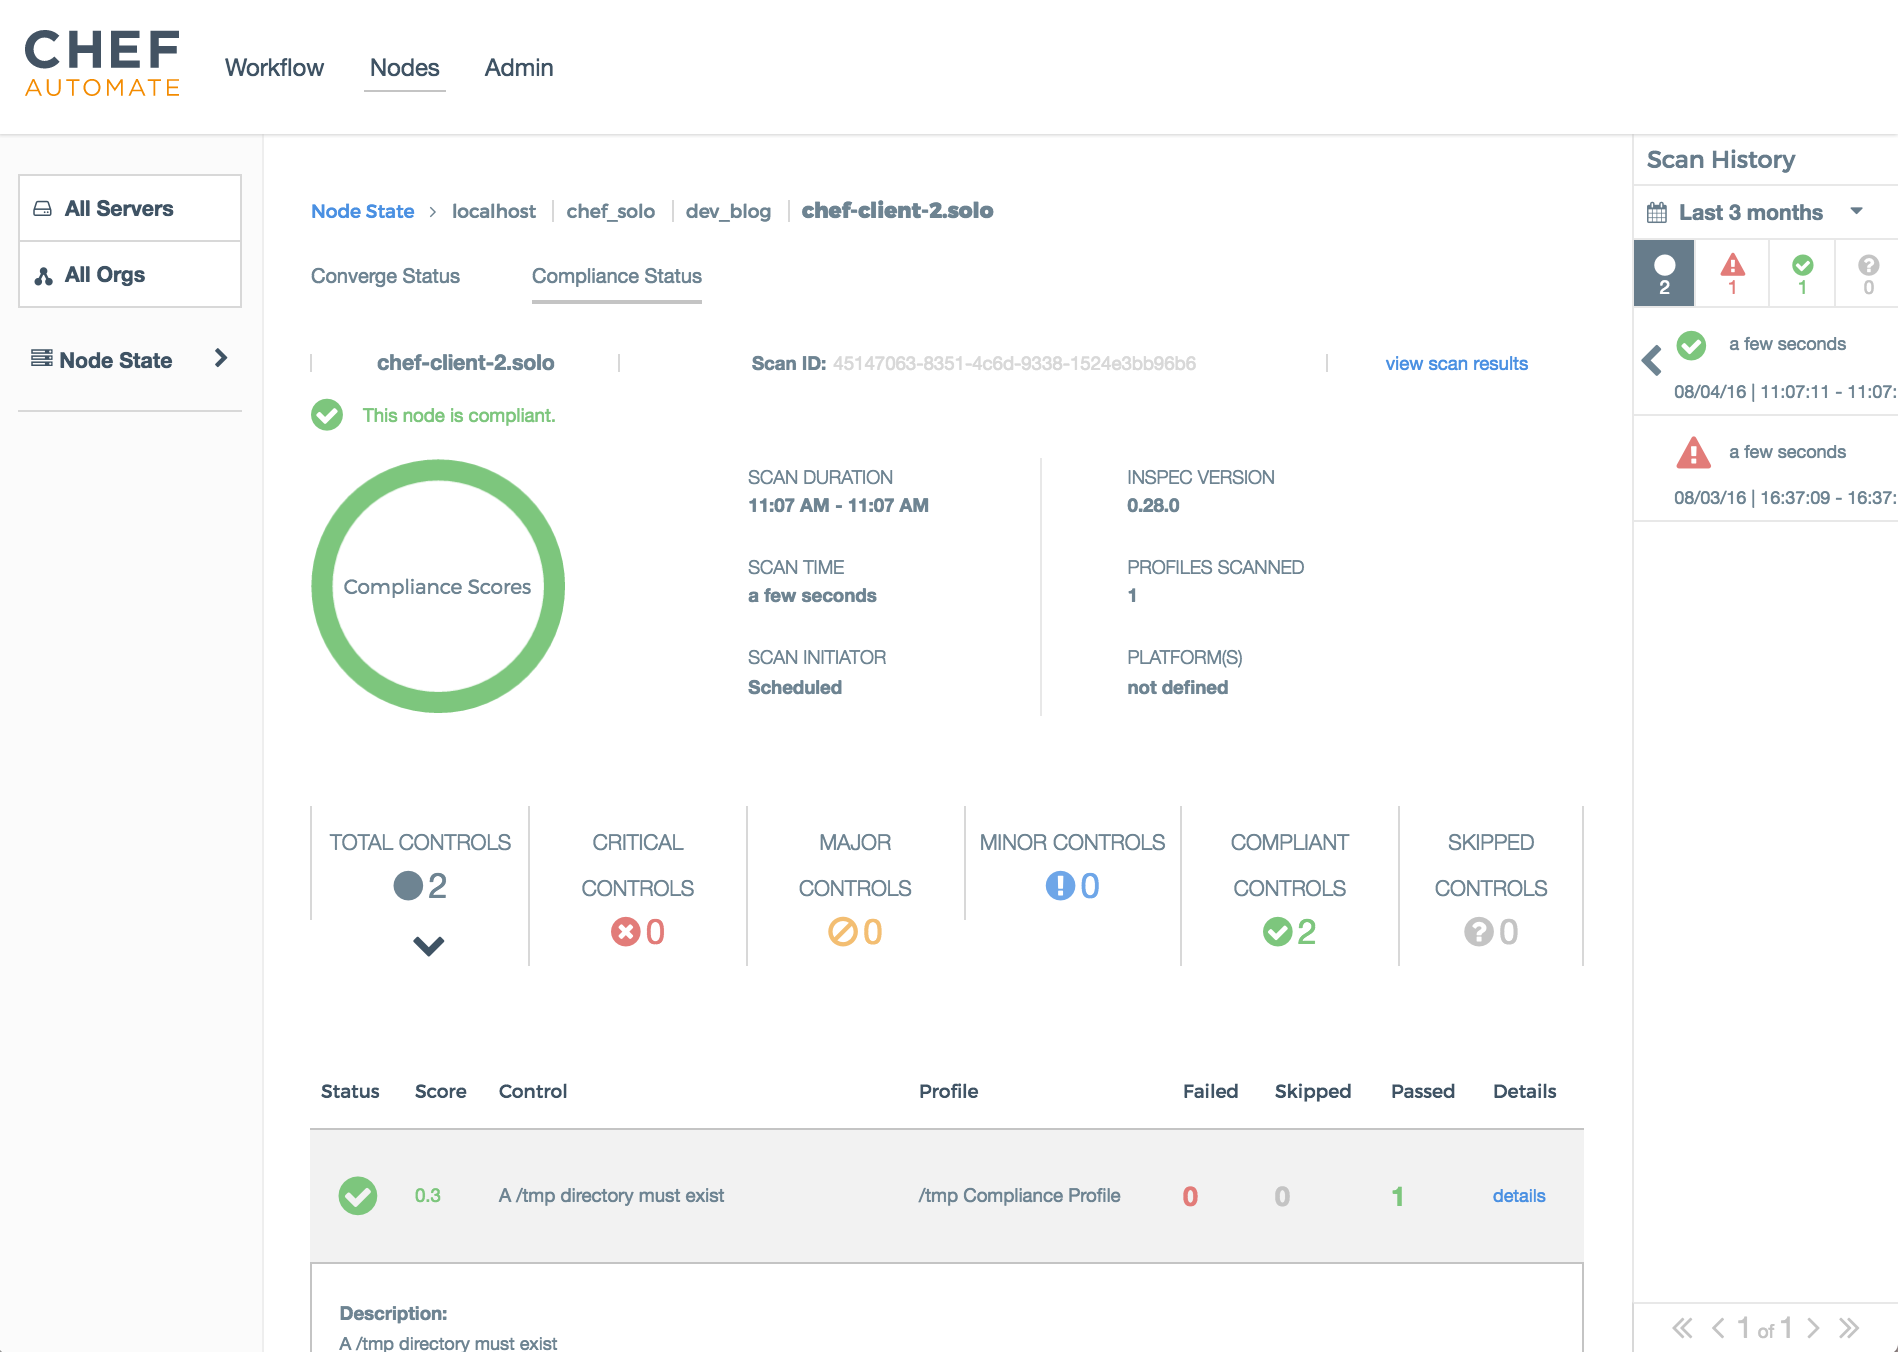 CHEF
AUTOMATE
Workflow
Nodes
Admin
All Servers
All Orgs
Node State
Node State > localhost | chef_solo | dev_blog | chef-client-2.solo
Converge Status
Compliance Status
chef-client-2.solo
Scan ID: 45147063-8351-4c6d-9338-1524e3bb96b6
view scan results
This node is compliant.
Compliance Scores
SCAN DURATION
11:07 AM - 11:07 AM
SCAN TIME
a few seconds
SCAN INITIATOR
Scheduled
INSPEC VERSION
0.28.0
PROFILES SCANNED
1
PLATFORM(S)
not defined
TOTAL CONTROLS
2
CRITICAL
CONTROLS
0
MAJOR
CONTROLS
0
MINOR CONTROLS
0
COMPLIANT
CONTROLS
2
SKIPPED
CONTROLS
0
Status Score Control Profile Failed Skipped Passed Details
0.3 A /tmp directory must exist /tmp Compliance Profile 0 0 1 details
Description:
A /tmp directory must exist
Scan History
Last 3 months
2 1 1 0
a few seconds
08/04/16 | 11:07:11 - 11:07:
a few seconds
08/03/16 | 16:37:09 - 16:37:
1 of 1